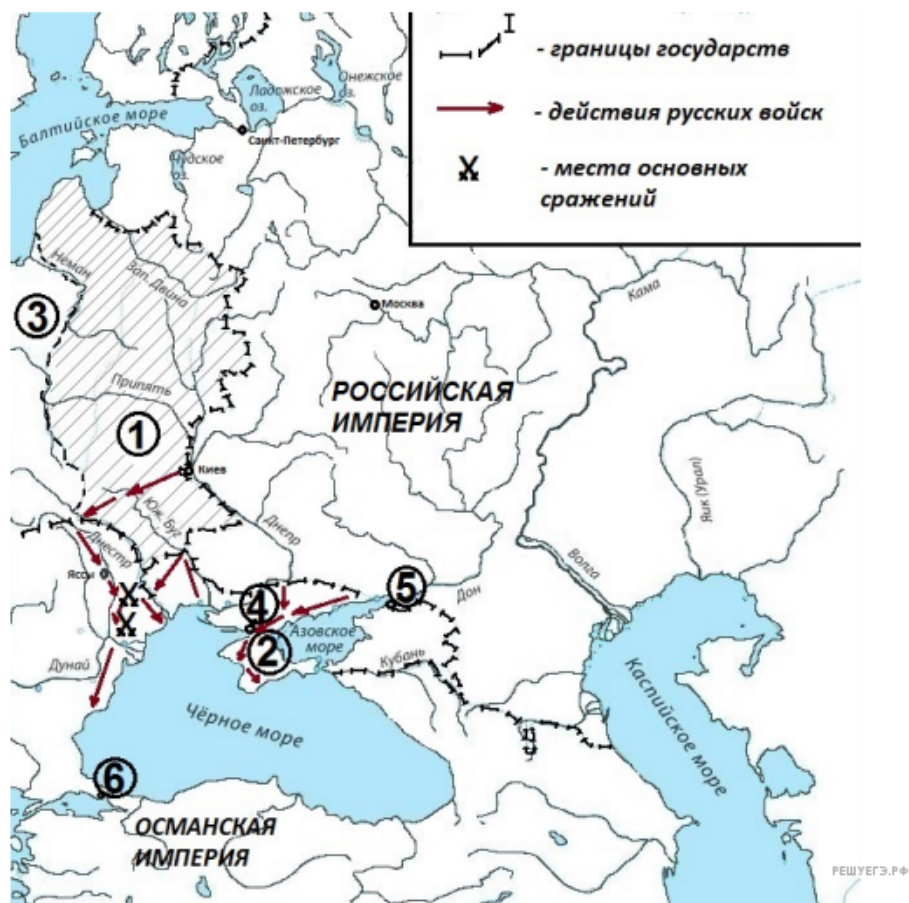 - границы государств
- действия русских войск
- места основных
сражений
Онежское
оз.
Ладожское
оз.
Балтийское море
Санкт-Петербург
Чудское
оз.
Неман
Зап. Двина
Кама
3
Москва
Припять
РОССИЙСКАЯ
ИМПЕРИЯ
1
Киев
Яик (Урал)
Юж. Буг
Днепр
Днестр
Волга
Яссы
5
Дон
4
Азовское
море
2
Дунай
Кубань
Каспийское море
Чёрное море
6
ОСМАНСКАЯ
ИМПЕРИЯ
РЕШУЕГЭ.РФ